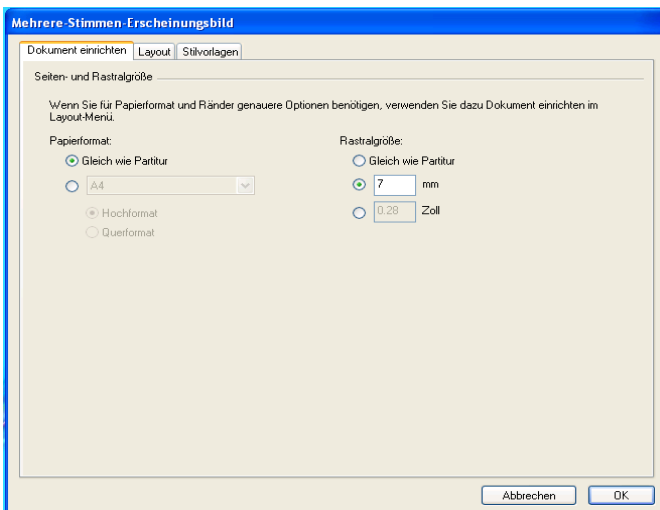 Mehrere-Stimmen-Erscheinungsbild
Dokument einrichten Layout Stilvorlagen
Seiten- und Rastralgröße
Wenn Sie für Papierformat und Ränder genauere Optionen benötigen, verwenden Sie dazu Dokument einrichten im
Layout-Menü.
Papierformat: Rastralgröße:
Gleich wie Partitur Gleich wie Partitur
A4 7 mm
Hochformat 0.28 Zoll
Querformat
Abbrechen OK